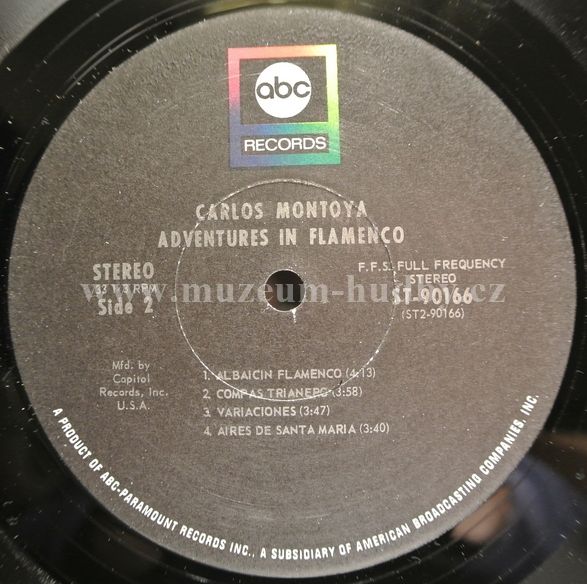 abc
RECORDS
CARLOS MONTOYA
ADVENTURES IN FLAMENCO
STEREO
33 1/3 RPM
Side 2
F.F.S. FULL FREQUENCY
STEREO
ST-90166
(ST2-90166)
www.muzeum-hudby.cz
Mfd. by
Capitol
Records, Inc.
U.S.A.
1. ALBAICIN FLAMENCO (4:13)
2. COMPAS TRIANERO (3:58)
3. VARIACIONES (3:47)
4. AIRES DE SANTA MARIA (3:40)
A PRODUCT OF ABC-PARAMOUNT RECORDS INC., A SUBSIDIARY OF AMERICAN BROADCASTING COMPANIES, INC.